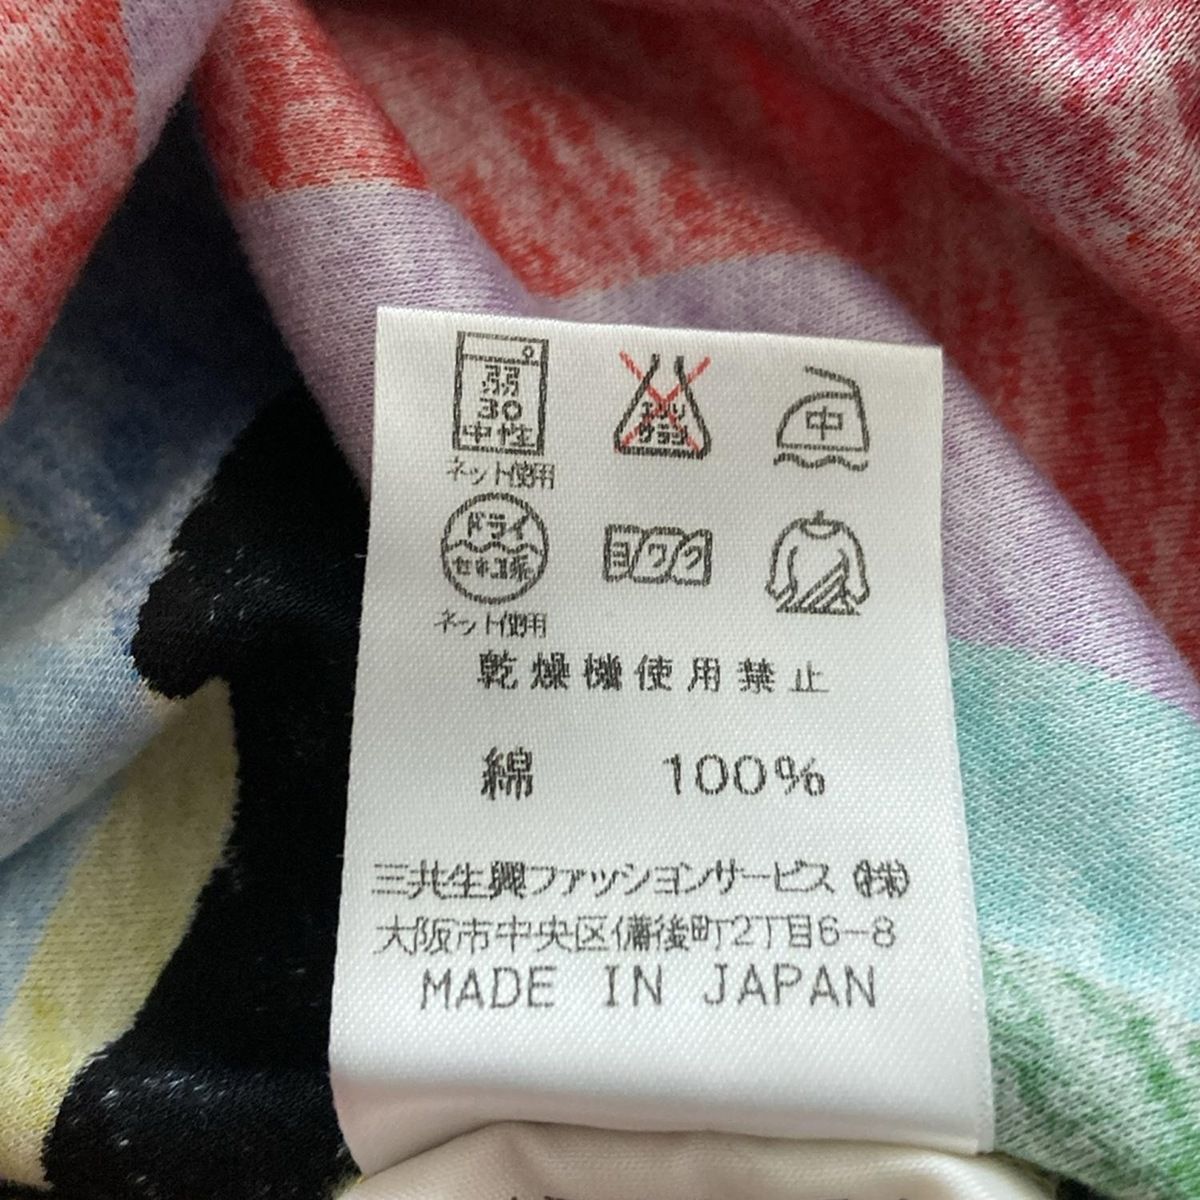 弱
30
中性
ネット使用
エンソ
サラシ
中
ドライ
セキユ系
ネット使用
ヨワク
乾燥機使用禁止
綿 100%
三共生興ファッションサービス(株)
大阪市中央区備後町2丁目6-8
MADE IN JAPAN